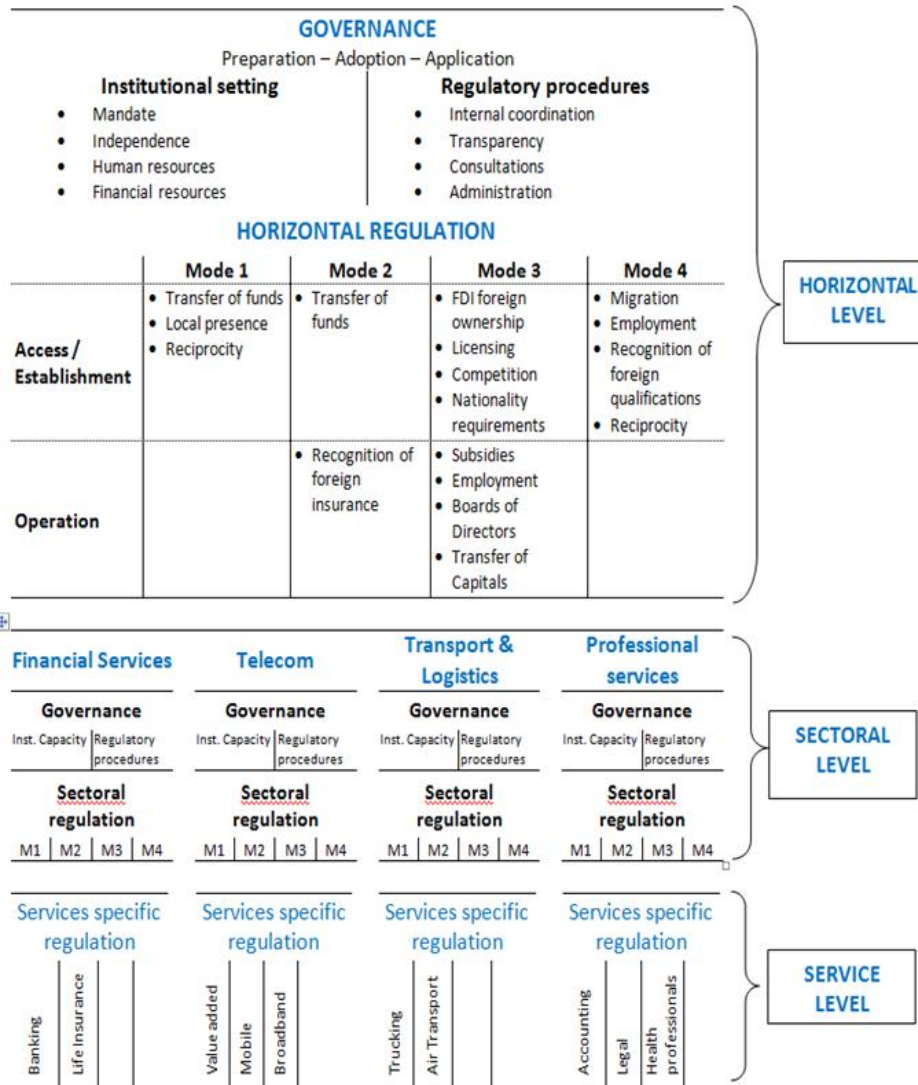 GOVERNANCE
Preparation – Adoption – Application
Institutional setting
• Mandate
• Independence
• Human resources
• Financial resources
Regulatory procedures
• Internal coordination
• Transparency
• Consultations
• Administration
HORIZONTAL REGULATION
Mode 1 Mode 2 Mode 3 Mode 4
Access /
Establishment
• Transfer of funds
• Local presence
• Reciprocity
• Transfer of
funds
• FDI foreign
ownership
• Licensing
• Competition
• Nationality
requirements
• Migration
• Employment
• Recognition of
foreign
qualifications
• Reciprocity
Operation
• Recognition of
foreign
insurance
• Subsidies
• Employment
• Boards of
Directors
• Transfer of
Capitals
HORIZONTAL
LEVEL
Financial Services
Governance
Inst. Capacity
Regulatory
procedures
Sectoral
regulation
M1 M2 M3 M4
Telecom
Governance
Inst. Capacity
Regulatory
procedures
Sectoral
regulation
M1 M2 M3 M4
Transport &
Logistics
Governance
Inst. Capacity
Regulatory
procedures
Sectoral
regulation
M1 M2 M3 M4
Professional
services
Governance
Inst. Capacity
Regulatory
procedures
Sectoral
regulation
M1 M2 M3 M4
SECTORAL
LEVEL
Services specific
regulation
Banking
Life Insurance
Services specific
regulation
Value added
Mobile
Broadband
Services specific
regulation
Trucking
Air Transport
Services specific
regulation
Accounting
Legal
Health
professionals
SERVICE
LEVEL